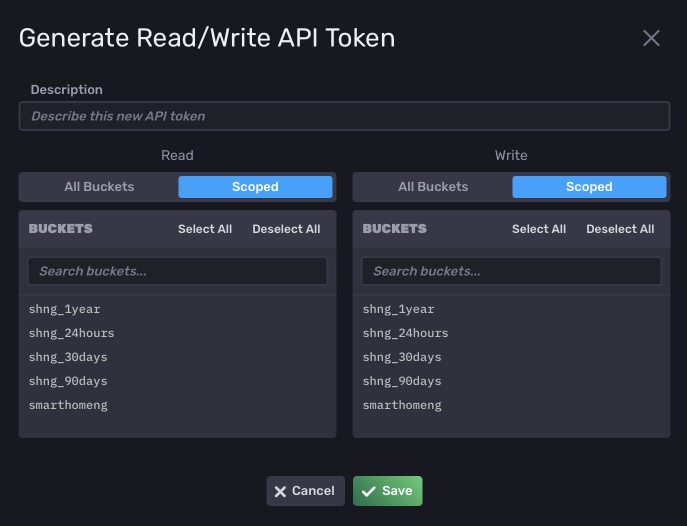 Generate Read/Write API Token
Description
Describe this new API token
Read
All Buckets Scoped
BUCKETS Select All Deselect All
Search buckets...
shng_1year
shng_24hours
shng_30days
shng_90days
smarthomeng
Write
All Buckets Scoped
BUCKETS Select All Deselect All
Search buckets...
shng_1year
shng_24hours
shng_30days
shng_90days
smarthomeng
Cancel Save